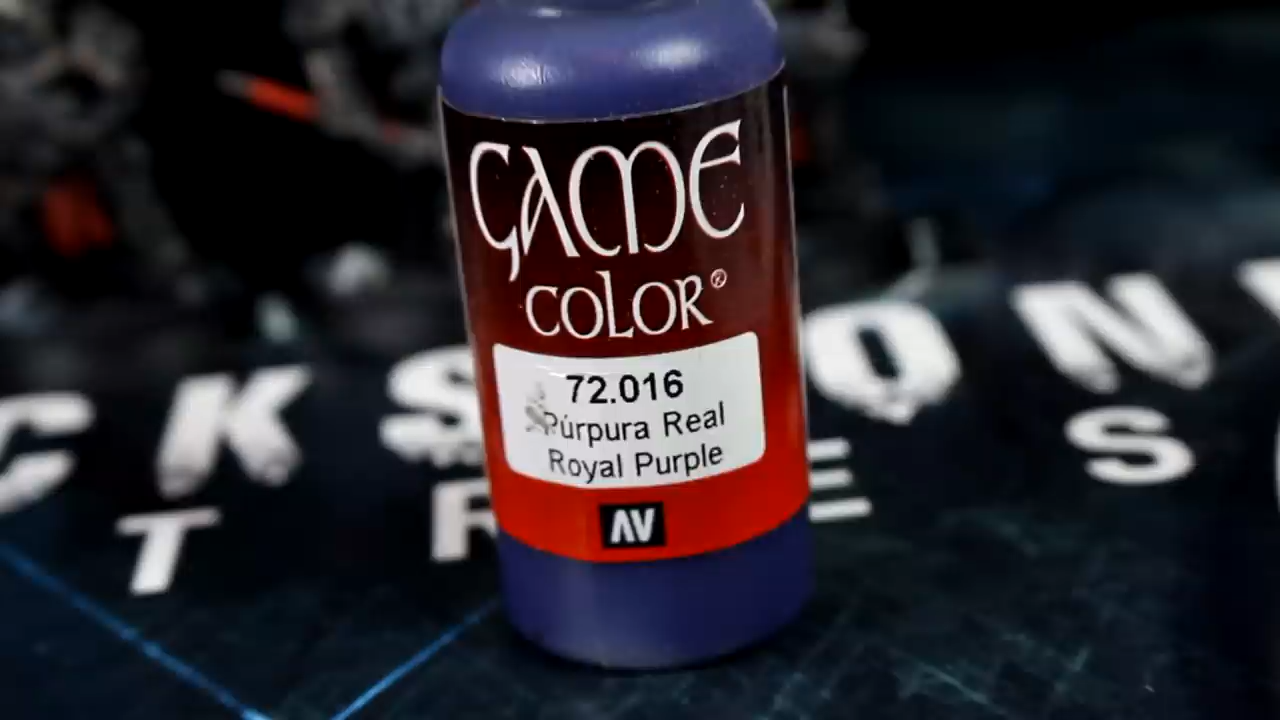 GAME
COLOR®
72.016
Púrpura Real
Royal Purple
AV
C K S O N
T R E S